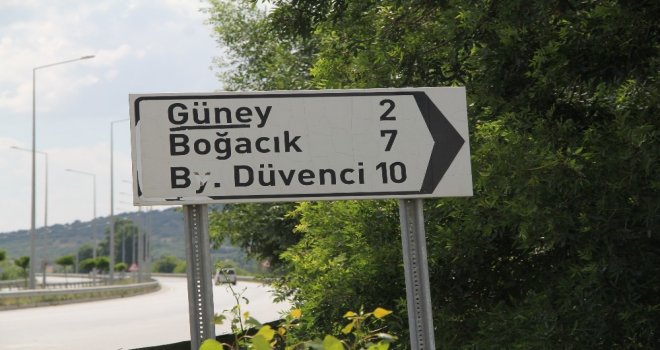 Güney 2
Boğacık 7
By. Düvenci 10